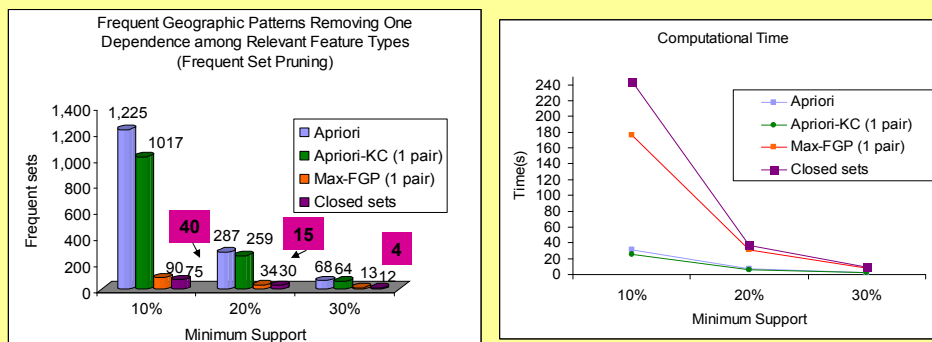 Frequent Geographic Patterns Removing One
Dependence among Relevant Feature Types
(Frequent Set Pruning)
1,400
1,200
1,000
800
600
400
200
0
Frequent sets
1,225
1017
90
75
40
287
259
34
30
15
68
64
13
12
4
Apriori
Apriori-KC (1 pair)
Max-FGP (1 pair)
Closed sets
10%
20%
30%
Minimum Support
Computational Time
240
220
200
180
160
140
120
100
80
60
40
20
0
Time(s)
Apriori
Apriori-KC (1 pair)
Max-FGP (1 pair)
Closed sets
10%
20%
30%
Minimum Support